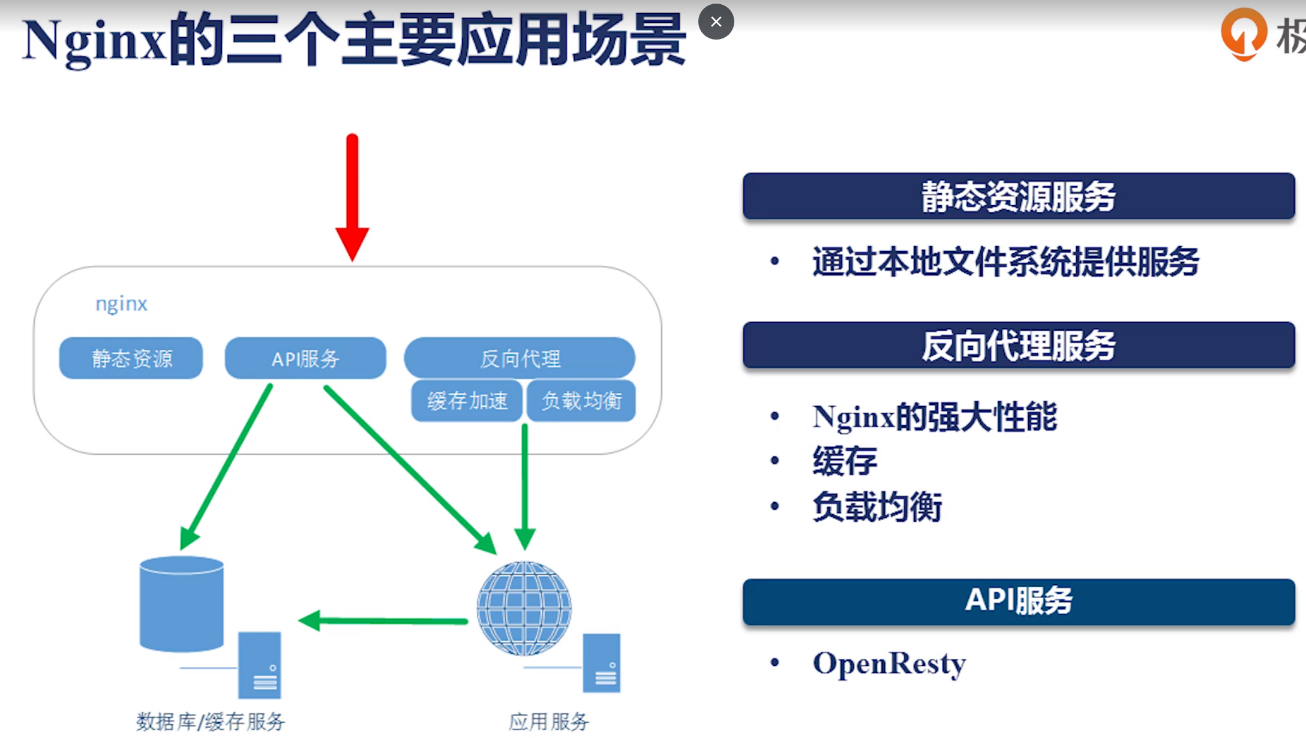 Nginx的三个主要应用场景
极
nginx
静态资源
API服务
反向代理
缓存加速
负载均衡
数据库/缓存服务
应用服务
静态资源服务
• 通过本地文件系统提供服务
反向代理服务
• Nginx的强大性能
• 缓存
• 负载均衡
API服务
• OpenResty